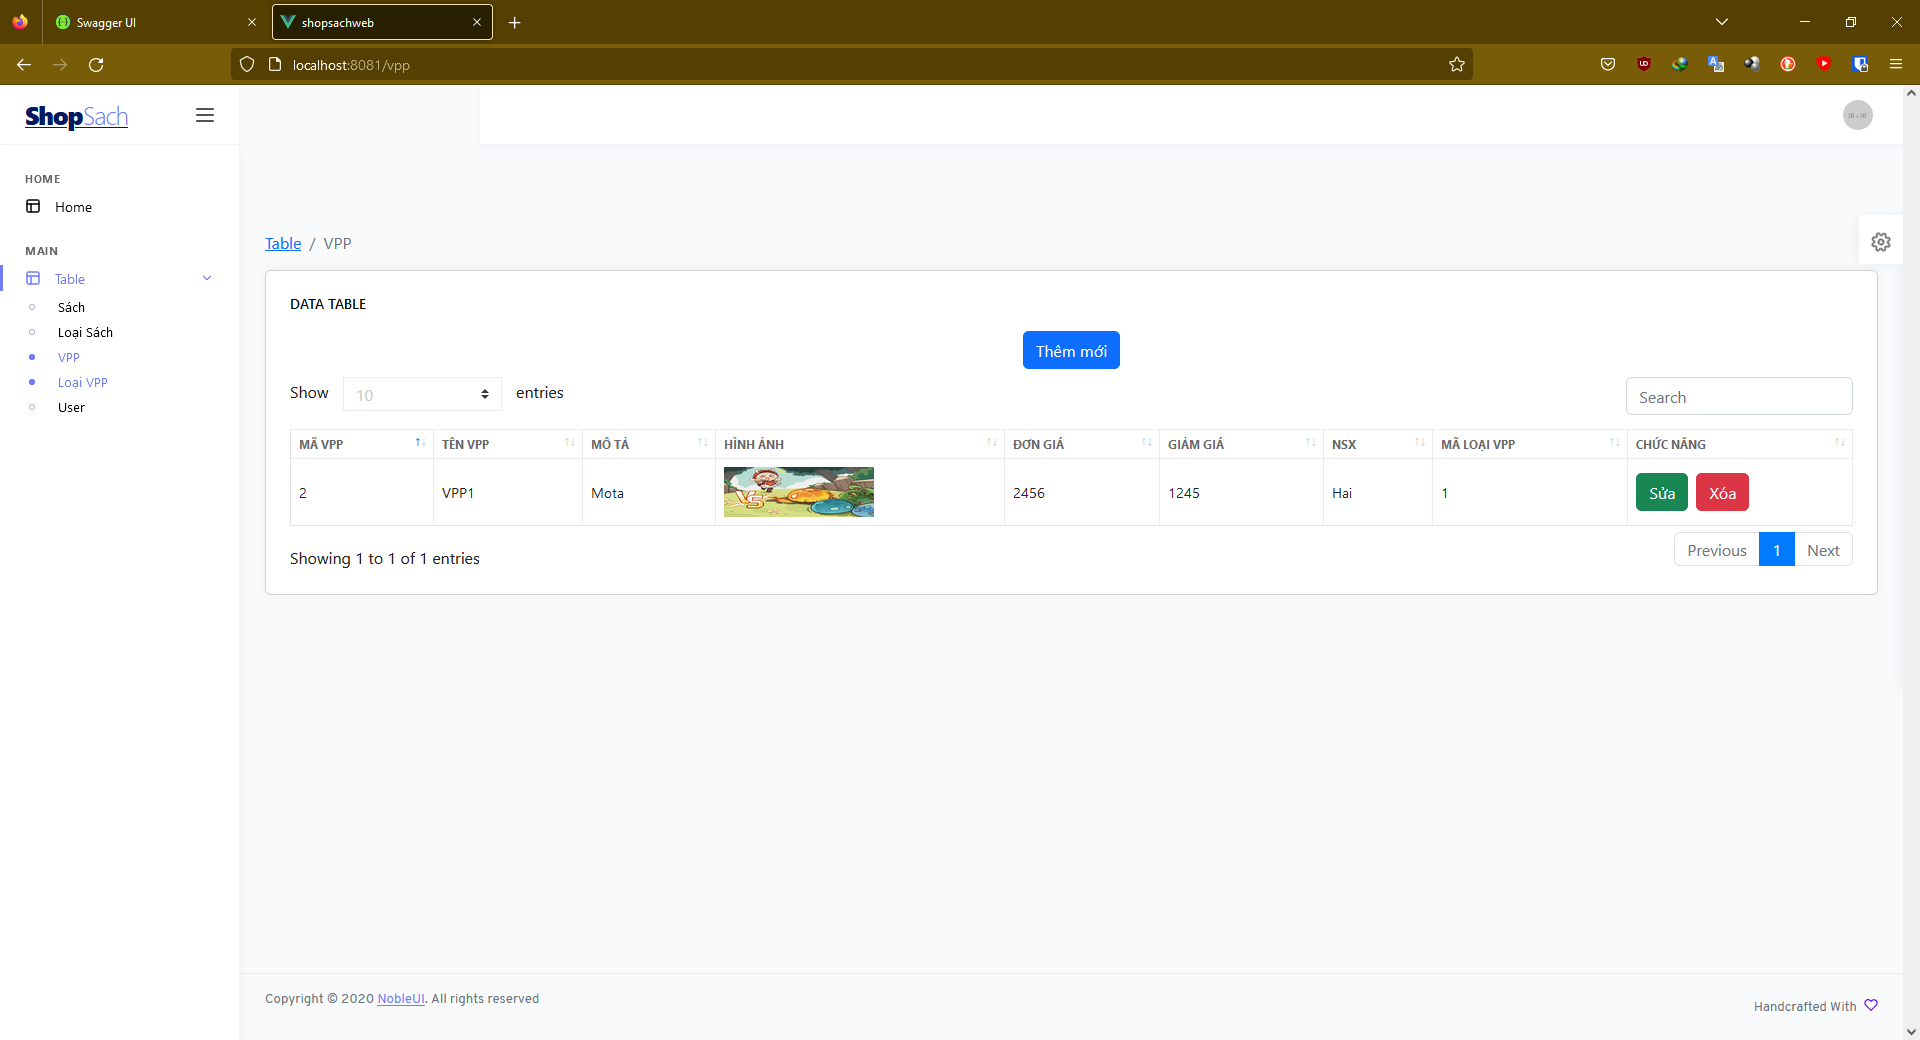 Swagger UI
shopsachweb
localhost:8081/vpp
ShopSach
HOME
Home
MAIN
Table
Sách
Loại Sách
VPP
Loại VPP
User
Table / VPP
DATA TABLE
Thêm mới
Show 10 entries
Search
MÃ VPP TÊN VPP MÔ TẢ HÌNH ẢNH ĐƠN GIÁ GIẢM GIÁ NSX MÃ LOẠI VPP CHỨC NĂNG
2 VPP1 Mota VS 2456 1245 Hai 1 Sửa Xóa
Showing 1 to 1 of 1 entries
Previous 1 Next
Copyright © 2020 NobleUI. All rights reserved
Handcrafted With